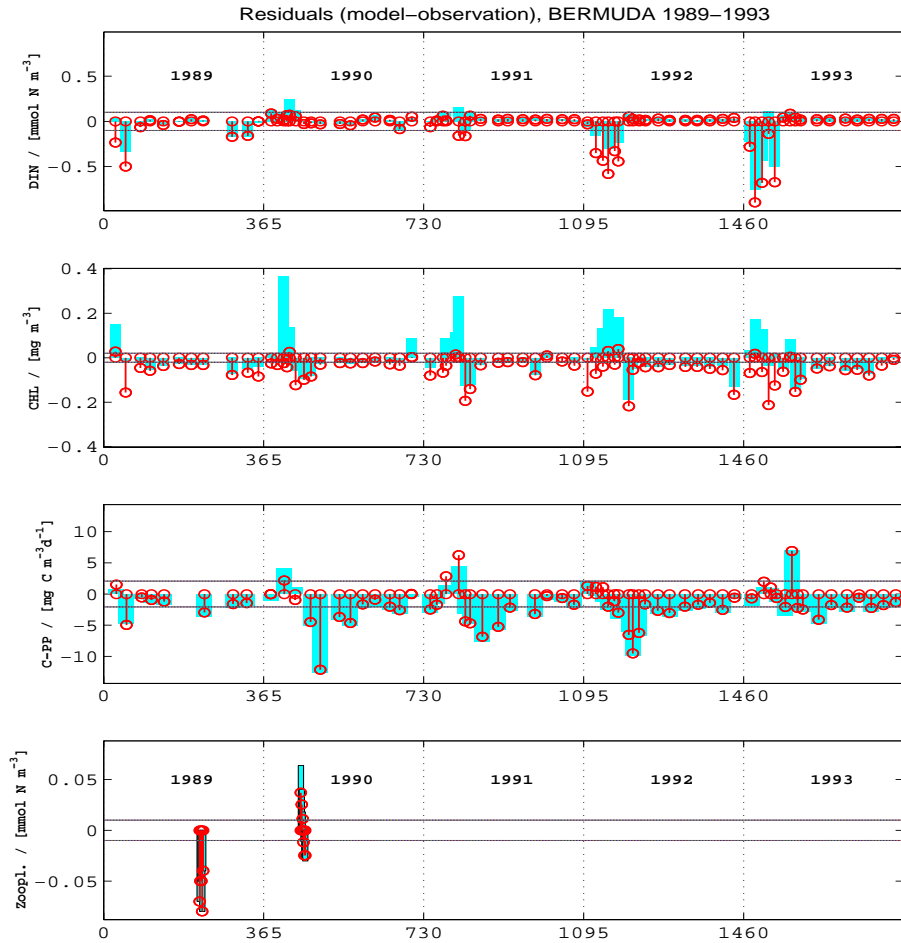 Residuals (model−observation), BERMUDA 1989−1993
DIN / [mmol N m⁻³]
0.5
0
−0.5
1989 1990 1991 1992 1993
0 365 730 1095 1460
CHL / [mg m⁻³]
0.4
0.2
0
−0.2
−0.4
0 365 730 1095 1460
C-PP / [mg C m⁻³d⁻¹]
10
5
0
−5
−10
0 365 730 1095 1460
Zoopl. / [mmol N m⁻³]
0.05
0
−0.05
1989 1990 1991 1992 1993
0 365 730 1095 1460